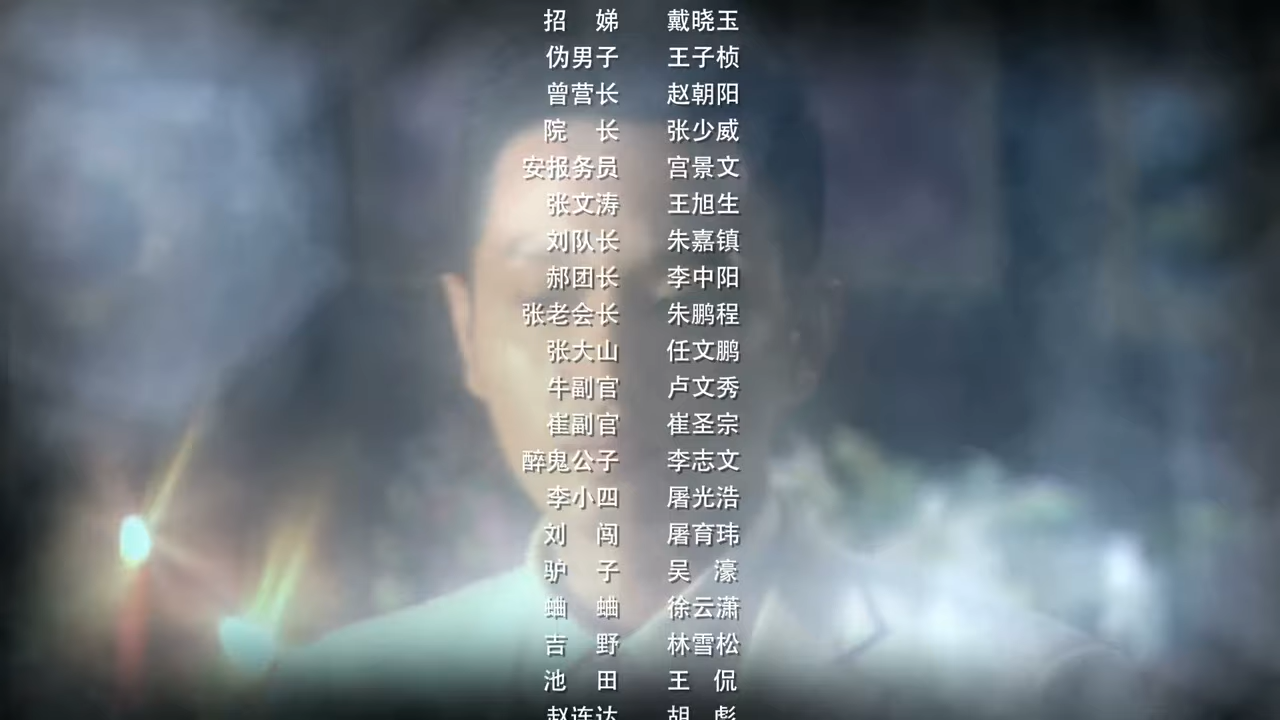 招 娣 戴晓玉
伪男子 王子桢
曾营长 赵朝阳
院 长 张少威
安报务员 宫景文
张文涛 王旭生
刘队长 朱嘉镇
郝团长 李中阳
张老会长 朱鹏程
张大山 任文鹏
牛副官 卢文秀
崔副官 崔圣宗
醉鬼公子 李志文
李小四 屠光浩
刘 闯 屠育玮
驴 子 吴 濠
蛐 蛐 徐云潇
吉 野 林雪松
池 田 王 侃
赵连达 胡 彪